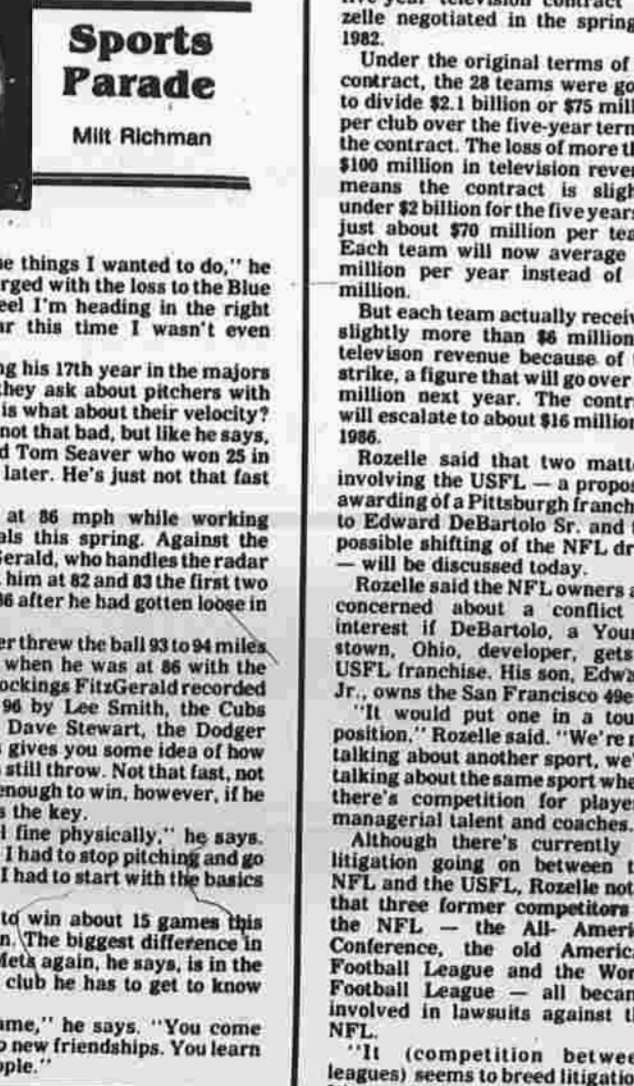 Sports
Parade
Milt Richman
things I wanted to do," he
rged with the loss to the Blue
eel I'm heading in the right
ar this time I wasn't even
ng his 17th year in the majors
they ask about pitchers with
is what about their velocity?
not that bad, but like he says,
d Tom Seaver who won 25 in
later. He's just not that fast
at 86 mph while working
als this spring. Against the
Gerald, who handles the radar
him at 82 and 83 the first two
86 after he had gotten loose in
er threw the ball 93 to 94 miles
when he was at 86 with the
ockings FitzGerald recorded
96 by Lee Smith, the Cubs
Dave Stewart, the Dodger
gives you some idea of how
still throw. Not that fast, not
enough to win, however, if he
s the key.
l fine physically," he says.
I had to stop pitching and go
I had to start with the basics
to win about 15 games this
n. The biggest difference in
Mets again, he says, is in the
club he has to get to know
ame," he says. "You come
o new friendships. You learn
ople."
five-year television contract
zelle negotiated in the spring
1982.
Under the original terms of
contract, the 28 teams were go
to divide $2.1 billion or $75 mill
per club over the five-year term
the contract. The loss of more th
$100 million in television reve
means the contract is sligh
under $2 billion for the five years
just about $70 million per tea
Each team will now average
million per year instead of
million.
But each team actually receiv
slightly more than $6 million
televison revenue because of
strike, a figure that will go over
million next year. The contr
will escalate to about $16 million
1986.
Rozelle said that two matte
involving the USFL — a propos
awarding of a Pittsburgh franch
to Edward DeBartolo Sr. and
possible shifting of the NFL dr
— will be discussed today.
Rozelle said the NFL owners a
concerned about a conflict
interest if DeBartolo, a Your
stown, Ohio, developer, gets
USFL franchise. His son, Edwa
Jr., owns the San Francisco 49e
"It would put one in a tou
position," Rozelle said. "We're n
talking about another sport, we'
talking about the same sport whe
there's competition for player
managerial talent and coaches.
Although there's currently
litigation going on between t
NFL and the USFL, Rozelle not
that three former competitors
the NFL — the All- Ameri
Conference, the old Americ
Football League and the Wor
Football League — all becam
involved in lawsuits against th
NFL.
"It (competition betwee
leagues) seems to breed litigatio